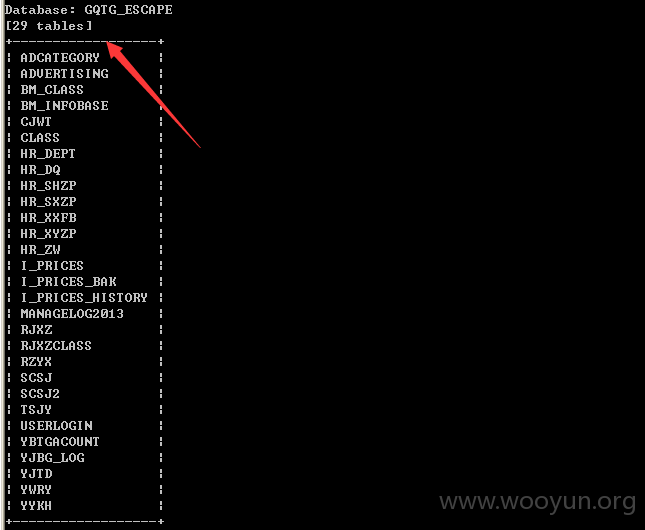 Database: GQTG_ESCAPE
[29 tables]
+------------------+
¦ ADCATEGORY ¦
¦ ADVERTISING ¦
¦ BM_CLASS ¦
¦ BM_INFOBASE ¦
¦ CJWT ¦
¦ CLASS ¦
¦ HR_DEPT ¦
¦ HR_DQ ¦
¦ HR_SHZP ¦
¦ HR_SXZP ¦
¦ HR_XXFB ¦
¦ HR_XYZP ¦
¦ HR_ZW ¦
¦ I_PRICES ¦
¦ I_PRICES_BAK ¦
¦ I_PRICES_HISTORY ¦
¦ MANAGELOG2013 ¦
¦ RJXZ ¦
¦ RJXZCLASS ¦
¦ RZYX ¦
¦ SCSJ ¦
¦ SCSJ2 ¦
¦ TSJY ¦
¦ USERLOGIN ¦
¦ YBTGACOUNT ¦
¦ YJBG_LOG ¦
¦ YJTD ¦
¦ YWRY ¦
¦ YYKH ¦
+------------------+
www.wooyun.org